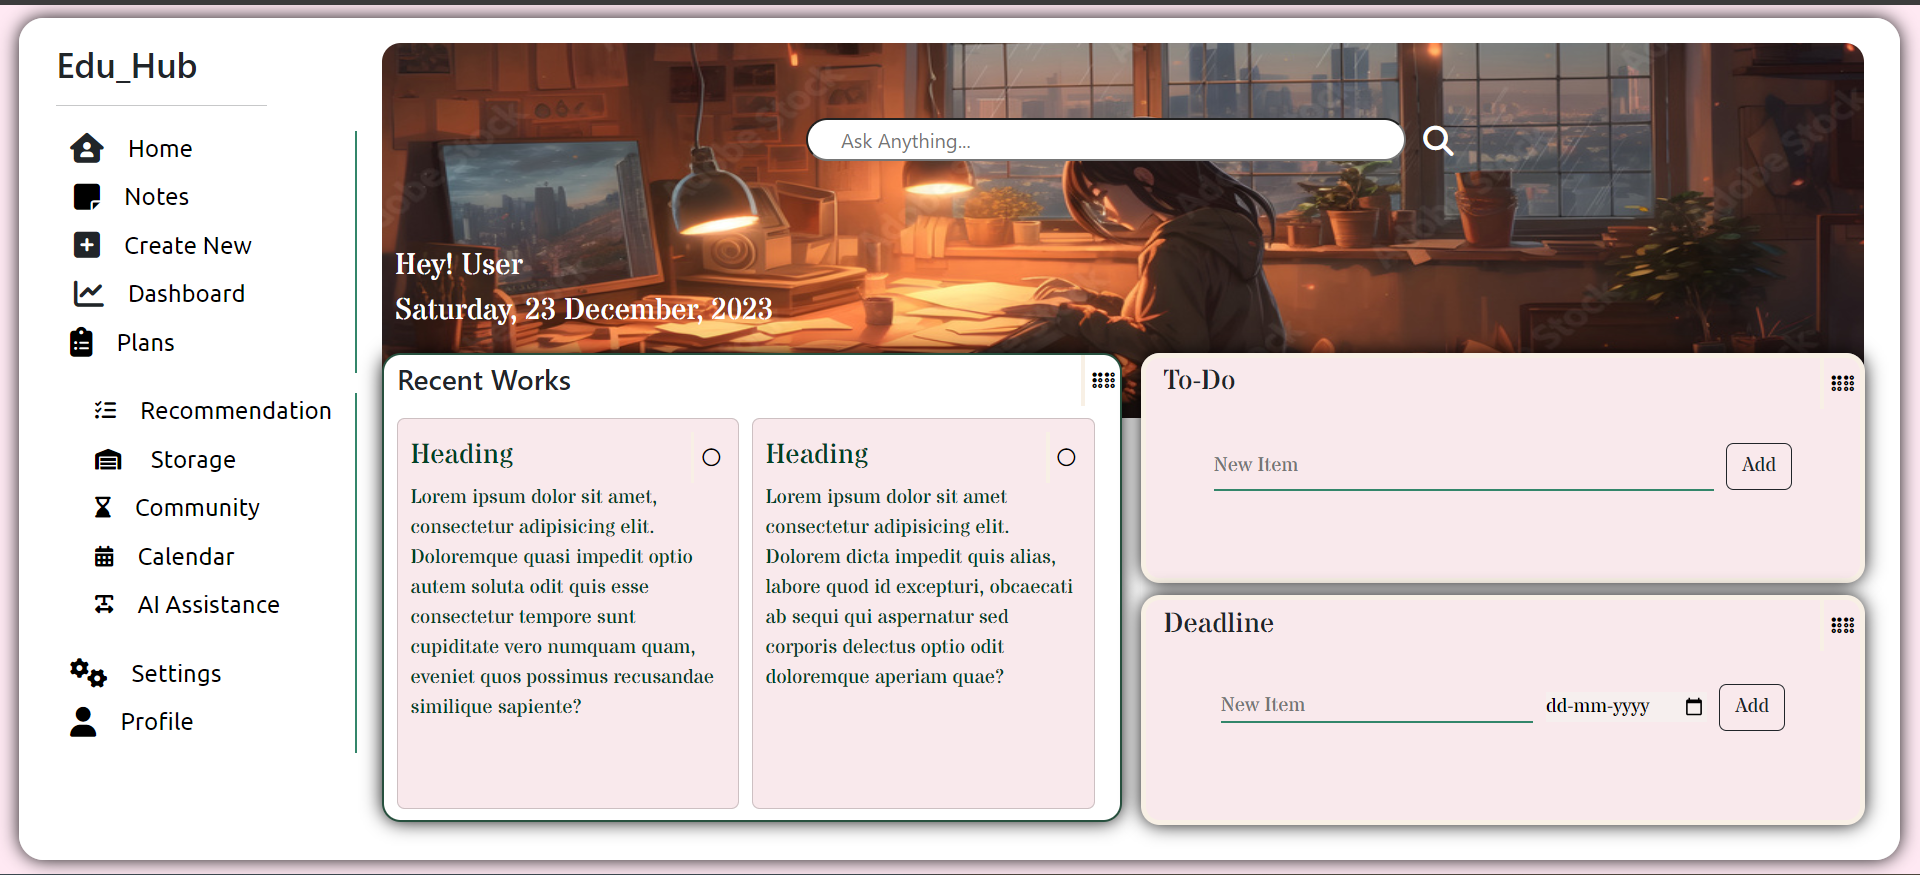 Edu_Hub
Home
Notes
Create New
Dashboard
Plans
Recommendation
Storage
Community
Calendar
AI Assistance
Settings
Profile
Ask Anything...
Hey! User
Saturday, 23 December, 2023
Recent Works
Heading
Lorem ipsum dolor sit amet,
consectetur adipisicing elit.
Doloremque quasi impedit optio
autem soluta odit quis esse
consectetur tempore sunt
cupiditate vero numquam quam,
eveniet quos possimus recusandae
similique sapiente?
Heading
Lorem ipsum dolor sit amet
consectetur adipisicing elit.
Dolorem dicta impedit quis alias,
labore quod id excepturi, obcaecati
ab sequi qui aspernatur sed
corporis delectus optio odit
doloremque aperiam quae?
To-Do
New Item
Add
Deadline
New Item
dd-mm-yyyy
Add
Adobe Stock